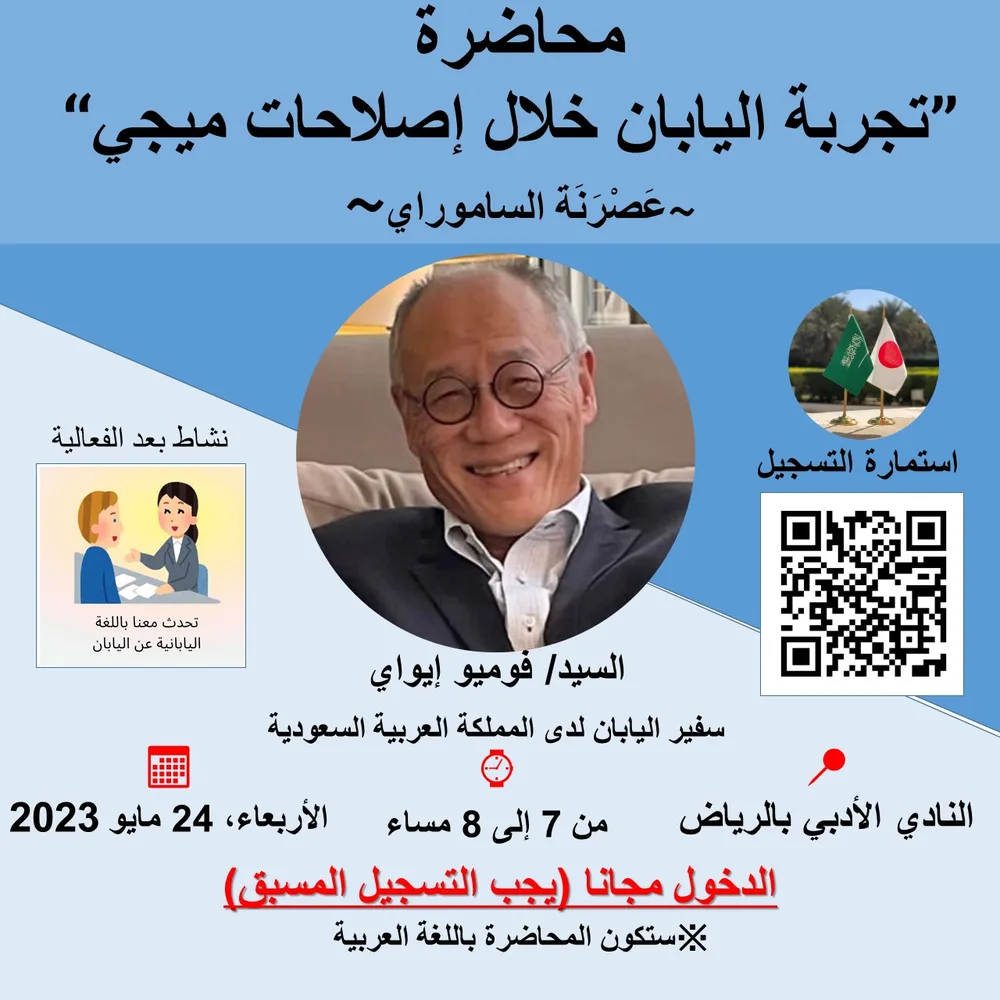 محاضرة
”تجربة اليابان خلال إصلاحات ميجي“
~عَصْرَنَة الساموراي~
استمارة التسجيل
نشاط بعد الفعالية
تحدث معنا باللغة
اليابانية عن اليابان
السيد/ فوميو إيواي
سفير اليابان لدى المملكة العربية السعودية
النادي الأدبي بالرياض
من 7 إلى 8 مساء
الأربعاء، 24 مايو 2023
الدخول مجانا (يجب التسجيل المسبق)
※ستكون المحاضرة باللغة العربية